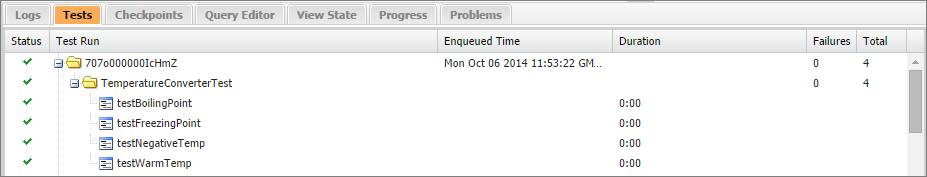 Logs Tests Checkpoints Query Editor View State Progress Problems
Status Test Run Enqueued Time Duration Failures Total
707o000000IcHmZ Mon Oct 06 2014 11:53:22 GM... 0 4
TemperatureConverterTest 0 4
testBoilingPoint 0:00
testFreezingPoint 0:00
testNegativeTemp 0:00
testWarmTemp 0:00